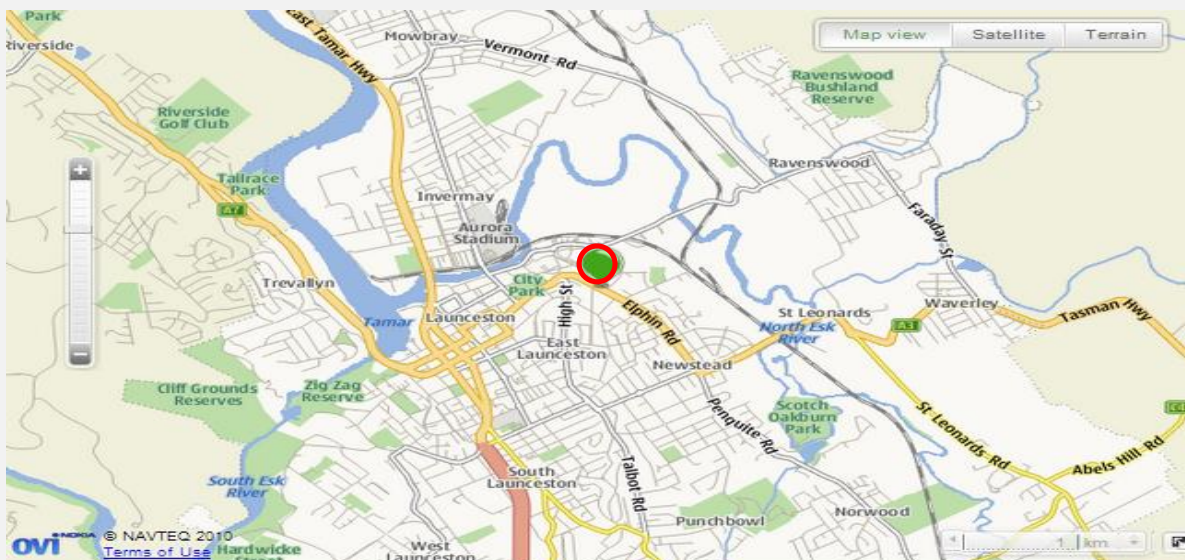 Park
Riverside
East Tamar Hwy
Mowbray
Vermont Rd
Map view
Satellite
Terrain
Ravenswood
Bushland
Reserve
Riverside
Golf Club
Tailrace
Park
A7
Invermay
Aurora
Stadium
Ravenswood
Faraday St
Trevallyn
City
Park
High St
Elphin Rd
Tamar
Launceston
East
Launceston
St Leonards
North Esk
River
A3
Waverley
Tasman Hwy
Newstead
Cliff Grounds
Reserves
Zig Zag
Reserve
Penquite Rd
Scotch
Oakburn
Park
St Leonards Rd
Abels Hill Rd
South Esk
River
South
Launceston
Talbot Rd
Punchbowl
Norwood
West
Launceston
Hardwicke
Street
ovi
NOKIA
© NAVTEQ 2010
Terms of Use
1 km